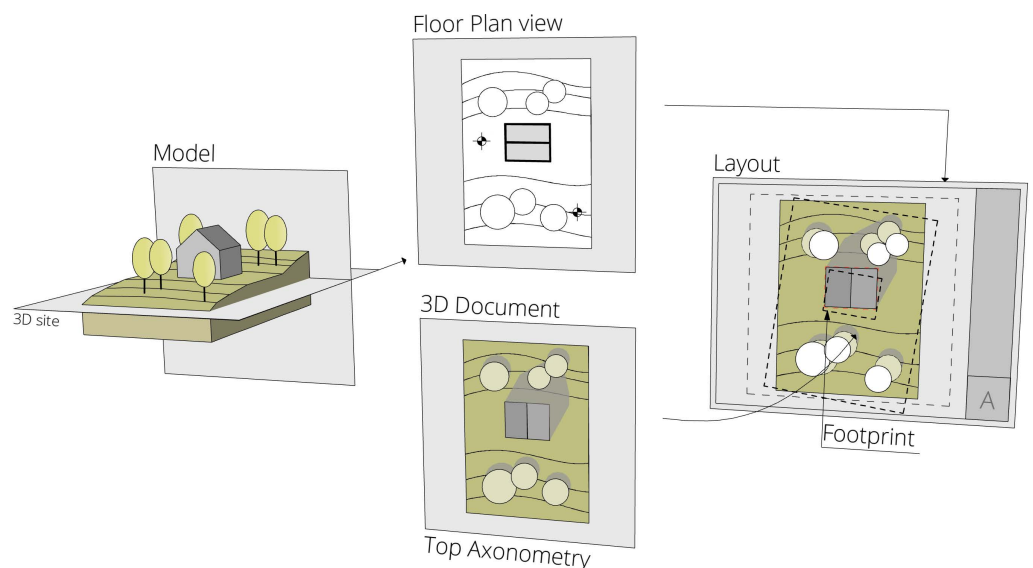 Floor Plan view
Model
3D site
3D Document
Top Axonometry
Layout
A
Footprint